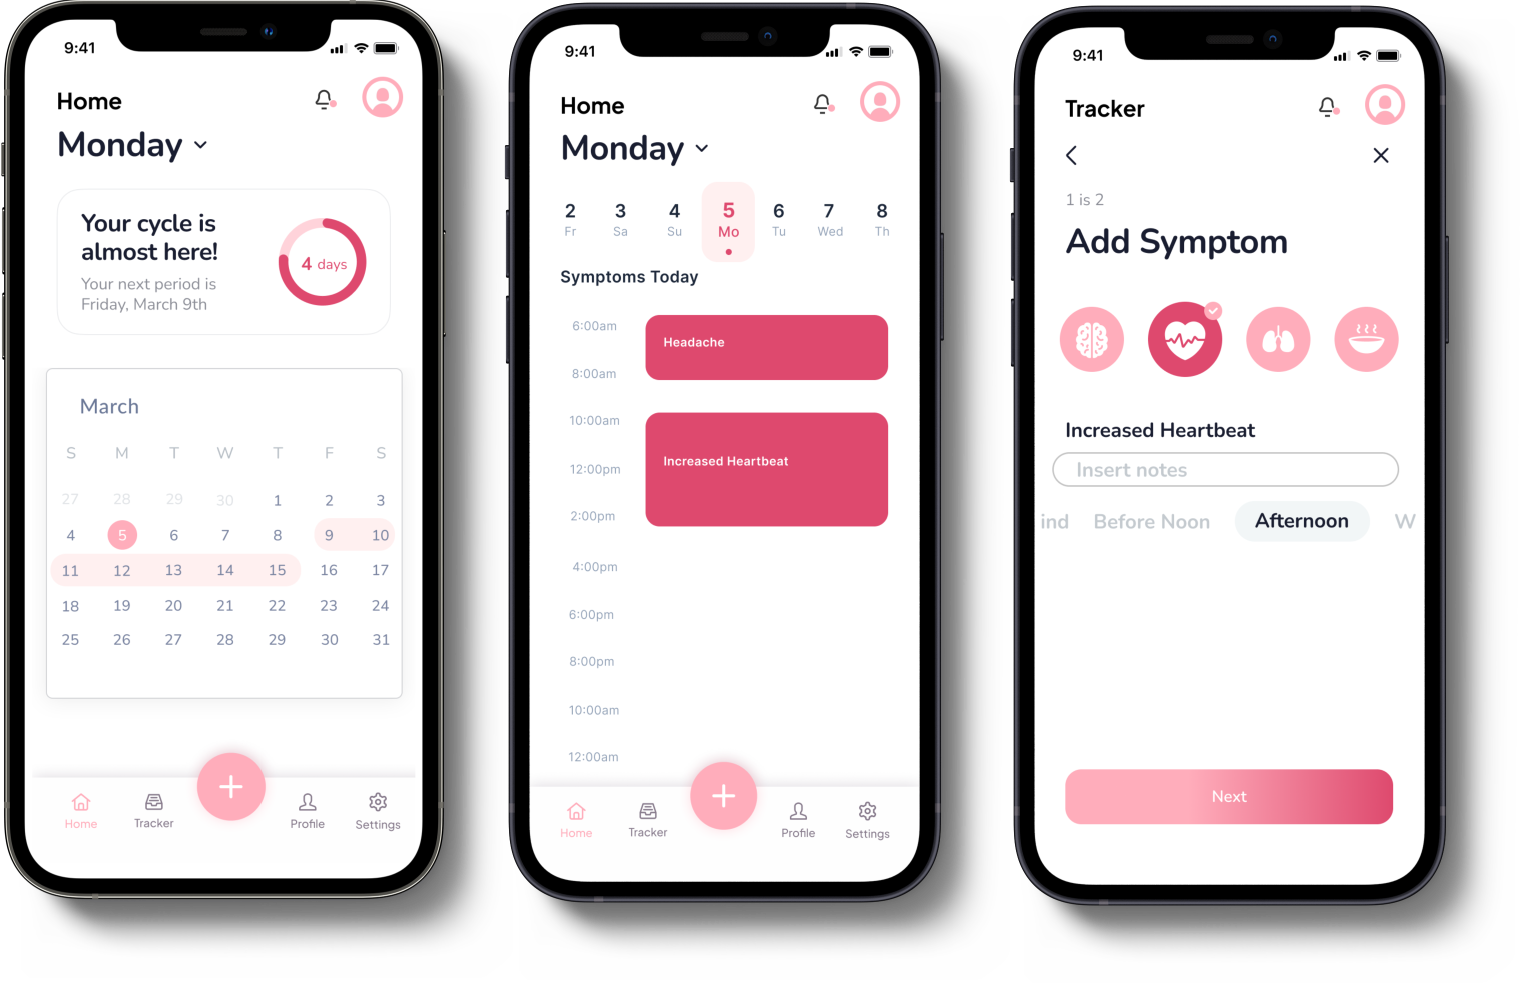 9:41
Home
Monday
Your cycle is
almost here!
Your next period is
Friday, March 9th
4 days
March
S M T W T F S
27 28 29 30 1 2 3
4 5 6 7 8 9 10
11 12 13 14 15 16 17
18 19 20 21 22 23 24
25 26 27 28 29 30 31
Home Tracker Profile Settings
9:41
Home
Monday
2 3 4 5 6 7 8
Fr Sa Su Mo Tu Wed Th
Symptoms Today
6:00am
Headache
8:00am
10:00am
Increased Heartbeat
12:00pm
2:00pm
4:00pm
6:00pm
8:00pm
10:00am
12:00am
Home Tracker Profile Settings
9:41
Tracker
1 is 2
Add Symptom
Increased Heartbeat
Insert notes
ind Before Noon Afternoon W
Next